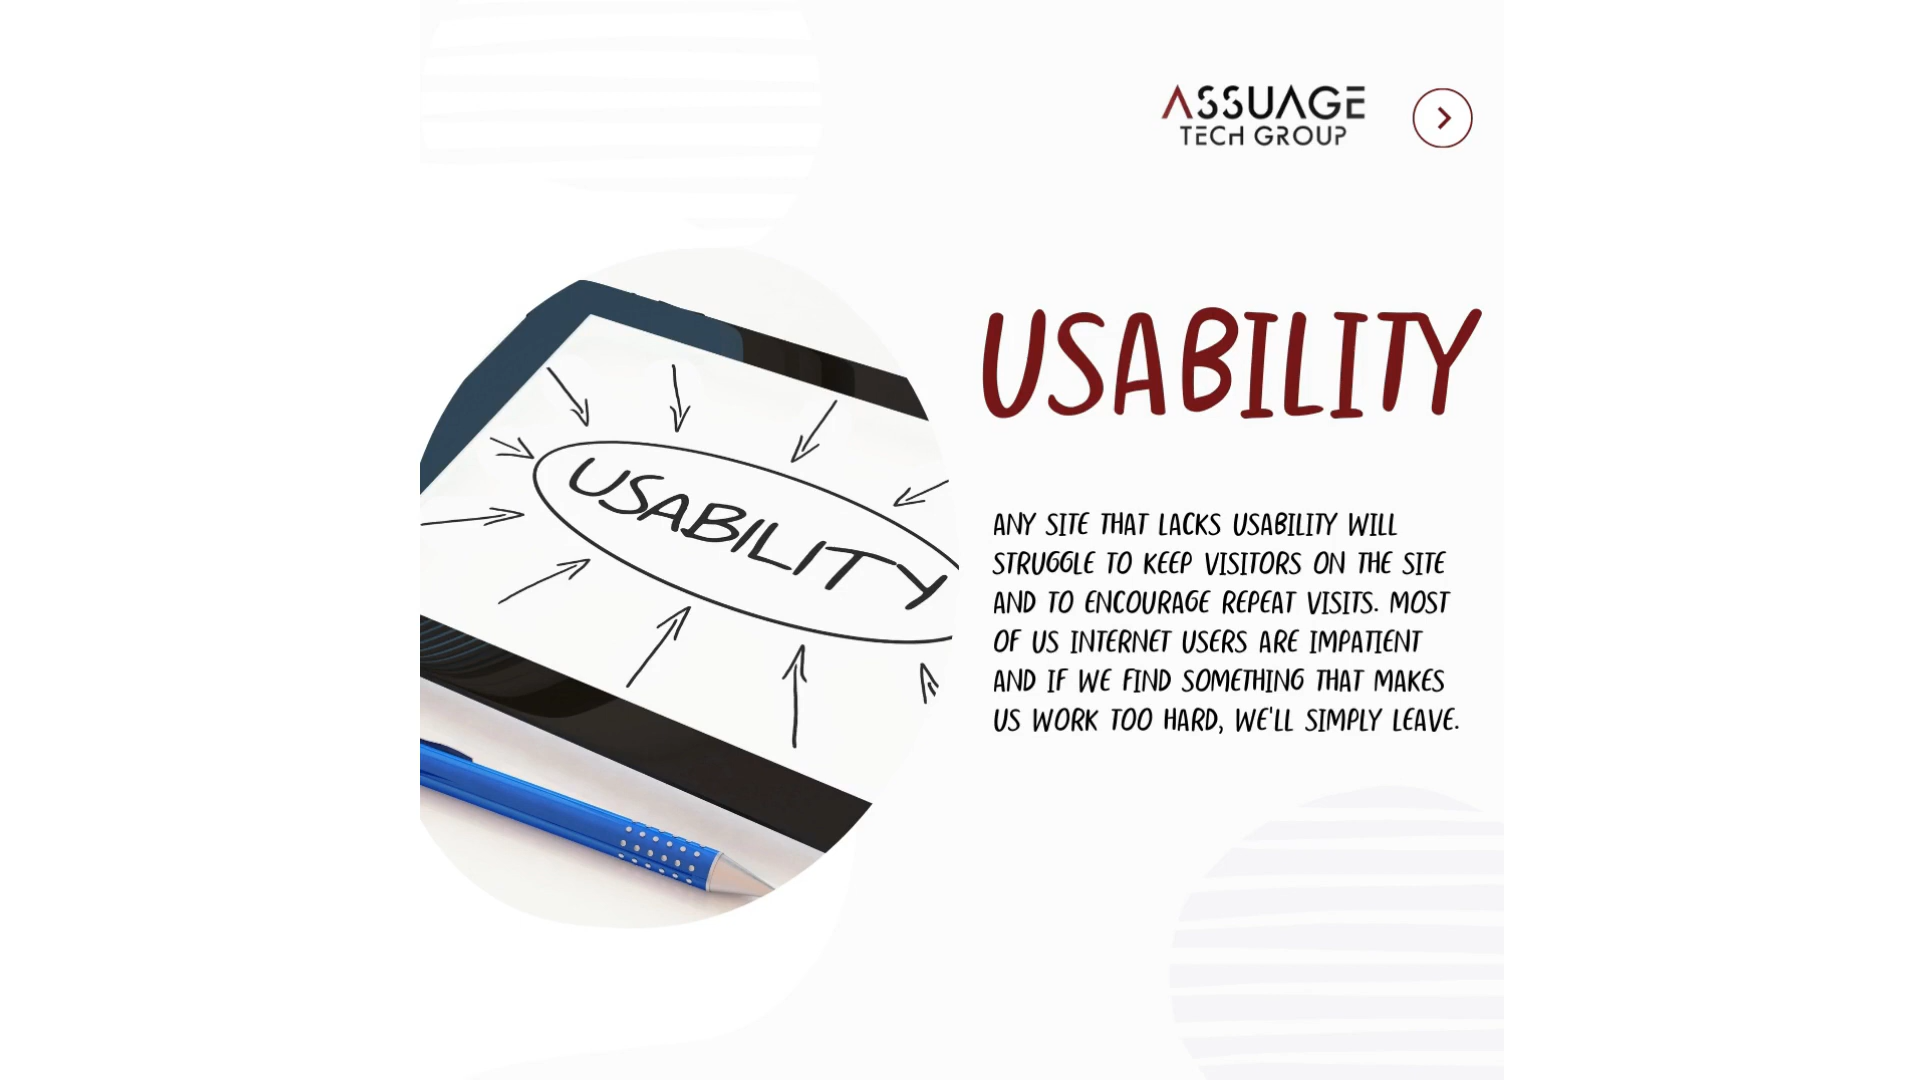 ASSUAGE
TECH GROUP
USABILITY
USABILITY
ANY SITE THAT LACKS USABILITY WILL
STRUGGLE TO KEEP VISITORS ON THE SITE
AND TO ENCOURAGE REPEAT VISITS. MOST
OF US INTERNET USERS ARE IMPATIENT
AND IF WE FIND SOMETHING THAT MAKES
US WORK TOO HARD, WE'LL SIMPLY LEAVE.